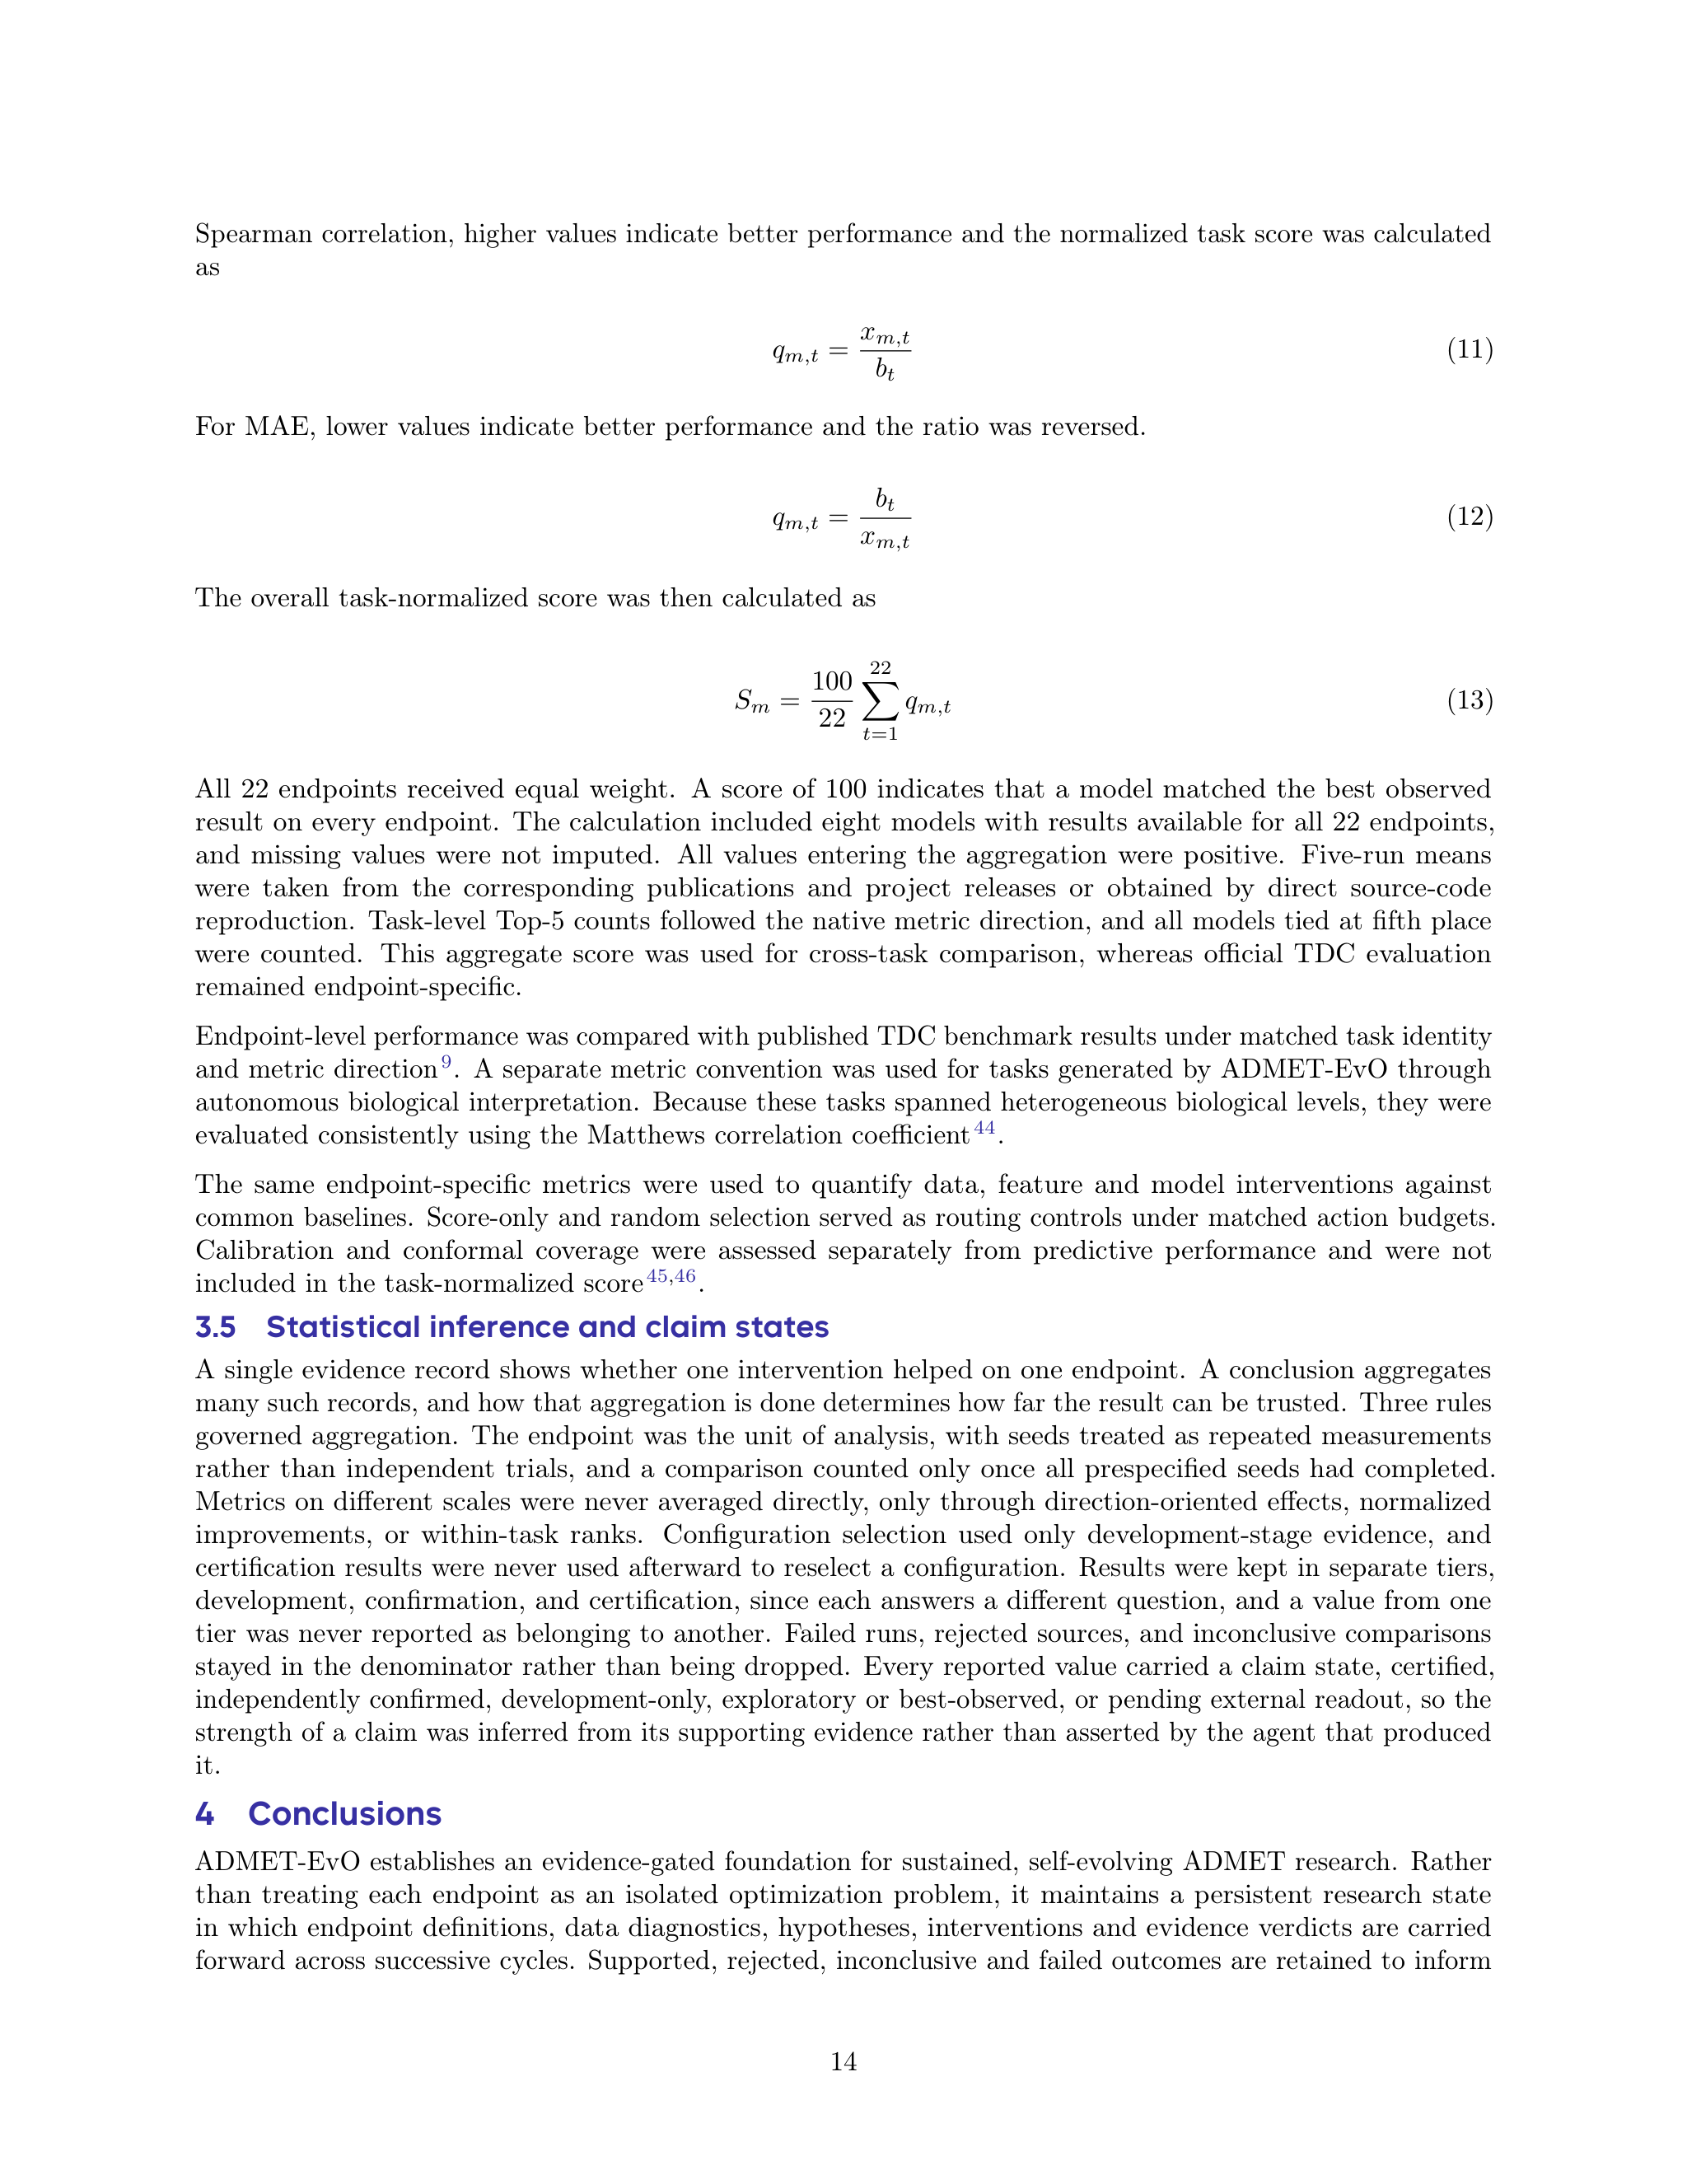 Spearman correlation, higher values indicate better performance and the normalized task score was calculated
as
q_{m,t} = \frac{x_{m,t}}{b_t} (11)
For MAE, lower values indicate better performance and the ratio was reversed.
q_{m,t} = \frac{b_t}{x_{m,t}} (12)
The overall task-normalized score was then calculated as
S_m = \frac{100}{22} \sum_{t=1}^{22} q_{m,t} (13)
All 22 endpoints received equal weight. A score of 100 indicates that a model matched the best observed
result on every endpoint. The calculation included eight models with results available for all 22 endpoints,
and missing values were not imputed. All values entering the aggregation were positive. Five-run means
were taken from the corresponding publications and project releases or obtained by direct source-code
reproduction. Task-level Top-5 counts followed the native metric direction, and all models tied at fifth place
were counted. This aggregate score was used for cross-task comparison, whereas official TDC evaluation
remained endpoint-specific.
Endpoint-level performance was compared with published TDC benchmark results under matched task identity
and metric direction 9. A separate metric convention was used for tasks generated by ADMET-EvO through
autonomous biological interpretation. Because these tasks spanned heterogeneous biological levels, they were
evaluated consistently using the Matthews correlation coefficient 44.
The same endpoint-specific metrics were used to quantify data, feature and model interventions against
common baselines. Score-only and random selection served as routing controls under matched action budgets.
Calibration and conformal coverage were assessed separately from predictive performance and were not
included in the task-normalized score 45,46.
3.5 Statistical inference and claim states
A single evidence record shows whether one intervention helped on one endpoint. A conclusion aggregates
many such records, and how that aggregation is done determines how far the result can be trusted. Three rules
governed aggregation. The endpoint was the unit of analysis, with seeds treated as repeated measurements
rather than independent trials, and a comparison counted only once all prespecified seeds had completed.
Metrics on different scales were never averaged directly, only through direction-oriented effects, normalized
improvements, or within-task ranks. Configuration selection used only development-stage evidence, and
certification results were never used afterward to reselect a configuration. Results were kept in separate tiers,
development, confirmation, and certification, since each answers a different question, and a value from one
tier was never reported as belonging to another. Failed runs, rejected sources, and inconclusive comparisons
stayed in the denominator rather than being dropped. Every reported value carried a claim state, certified,
independently confirmed, development-only, exploratory or best-observed, or pending external readout, so the
strength of a claim was inferred from its supporting evidence rather than asserted by the agent that produced
it.
4 Conclusions
ADMET-EvO establishes an evidence-gated foundation for sustained, self-evolving ADMET research. Rather
than treating each endpoint as an isolated optimization problem, it maintains a persistent research state
in which endpoint definitions, data diagnostics, hypotheses, interventions and evidence verdicts are carried
forward across successive cycles. Supported, rejected, inconclusive and failed outcomes are retained to inform
14